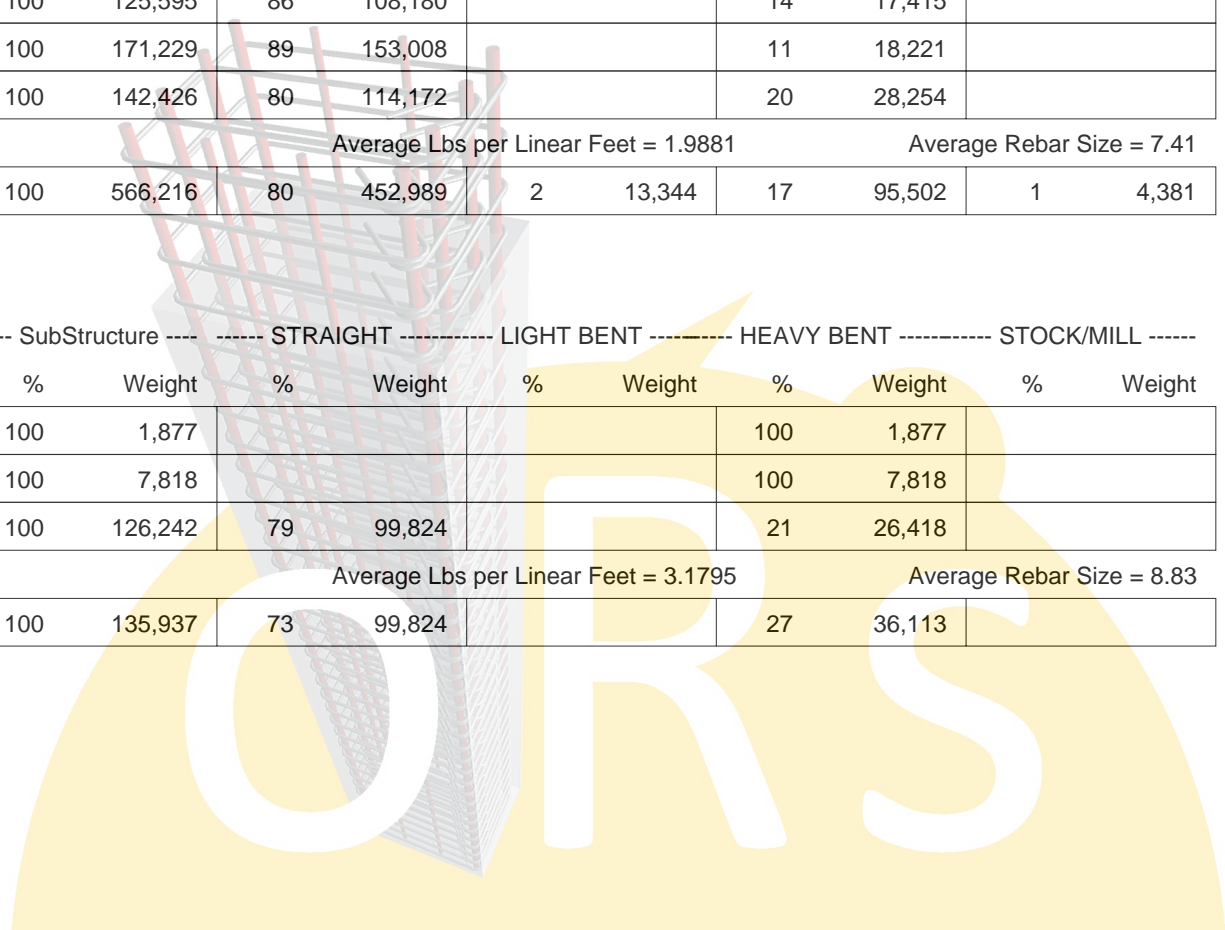 100 125,595 86 108,180 14 17,415
100 171,229 89 153,008 11 18,221
100 142,426 80 114,172 20 28,254
Average Lbs per Linear Feet = 1.9881 Average Rebar Size = 7.41
100 566,216 80 452,989 2 13,344 17 95,502 1 4,381
-- SubStructure ---- ------ STRAIGHT ------------- LIGHT BENT ------------ HEAVY BENT ------------- STOCK/MILL ------
% Weight % Weight % Weight % Weight % Weight
100 1,877 100 1,877
100 7,818 100 7,818
100 126,242 79 99,824 21 26,418
Average Lbs per Linear Feet = 3.1795 Average Rebar Size = 8.83
100 135,937 73 99,824 27 36,113
ORS